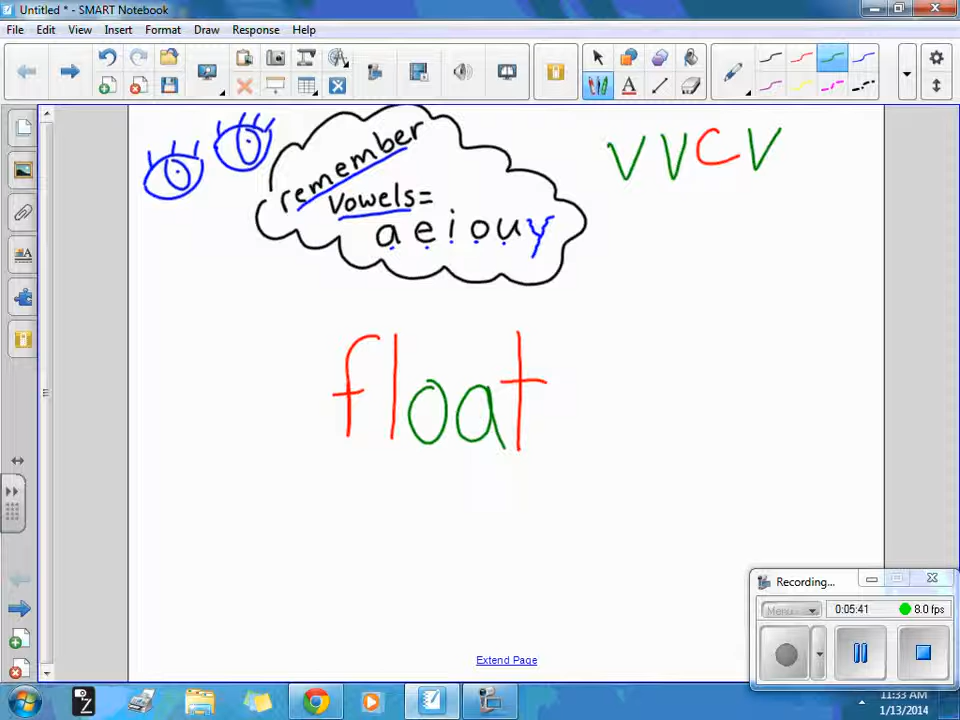 Untitled * - SMART Notebook
File Edit View Insert Format Draw Response Help
remember
Vowels=
a e i o u y
V V C V
float
Extend Page
Recording...
Menu
0:05:41
8.0 fps
11:33 AM
1/13/2014